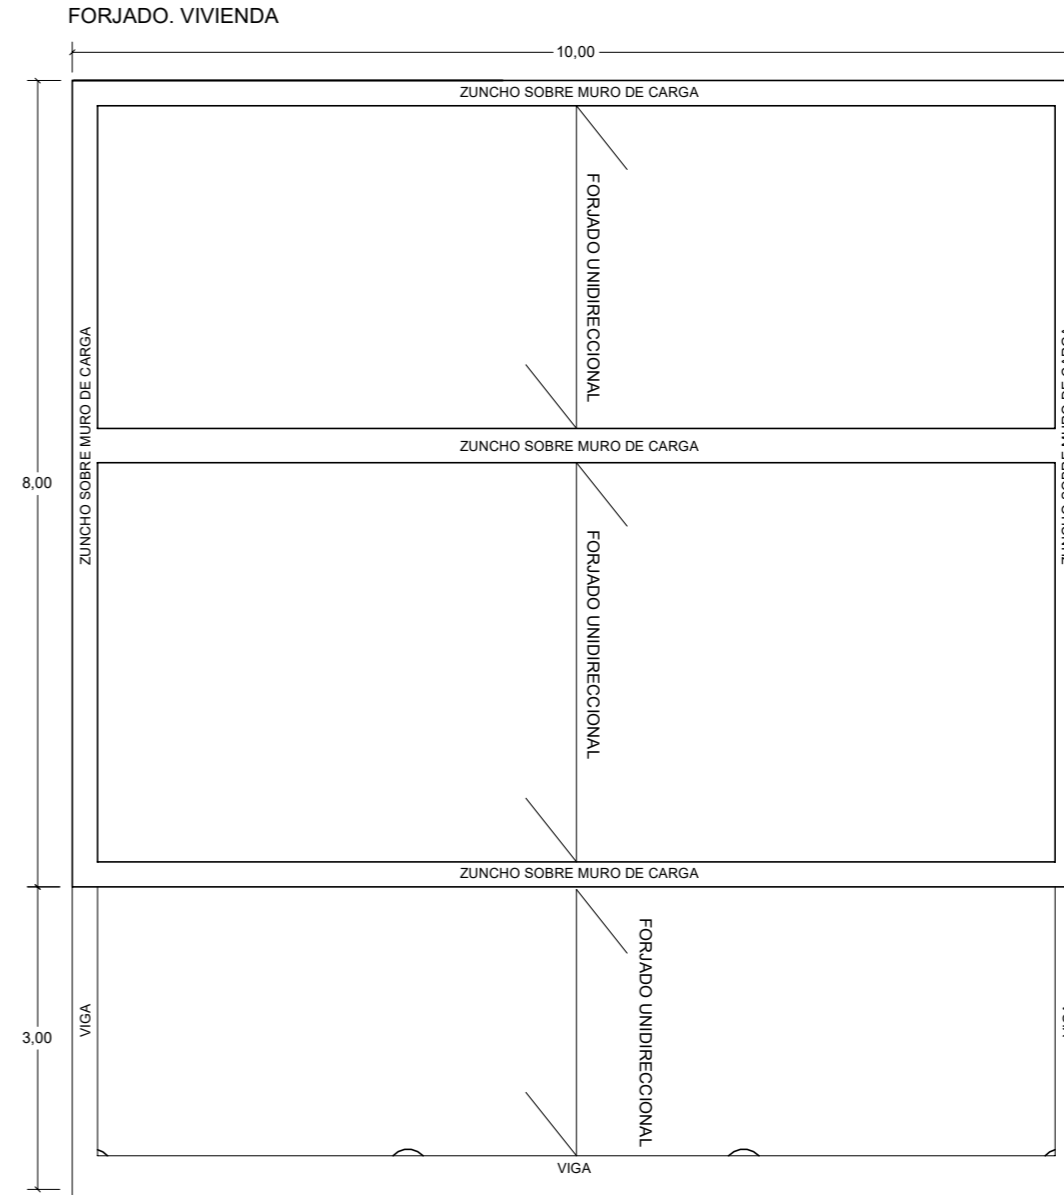 FORJADO. VIVIENDA
10,00
ZUNCHO SOBRE MURO DE CARGA
FORJADO UNIDIRECCIONAL
ZUNCHO SOBRE MURO DE CARGA
8,00
ZUNCHO SOBRE MURO DE CARGA
FORJADO UNIDIRECCIONAL
ZUNCHO SOBRE MURO DE CARGA
FORJADO UNIDIRECCIONAL
VIGA
3,00
VIGA